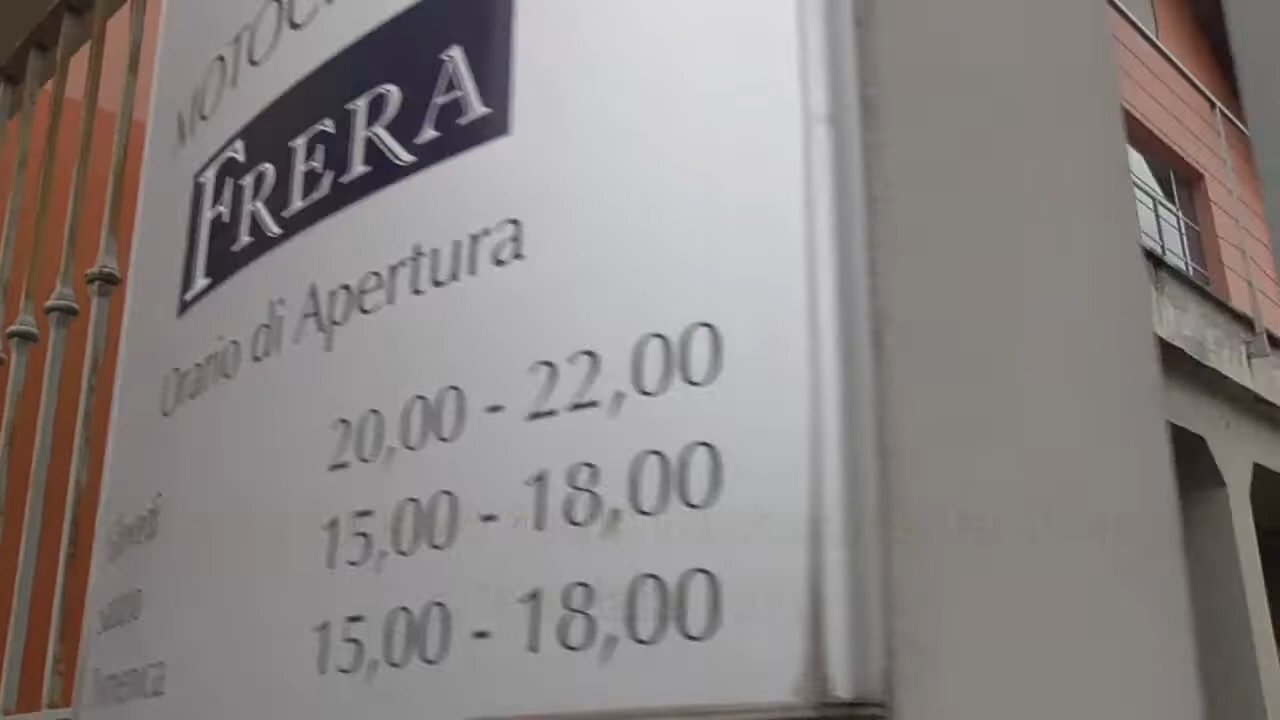 FRERA
Orario di Apertura
20,00 - 22,00
15,00 - 18,00
15,00 - 18,00